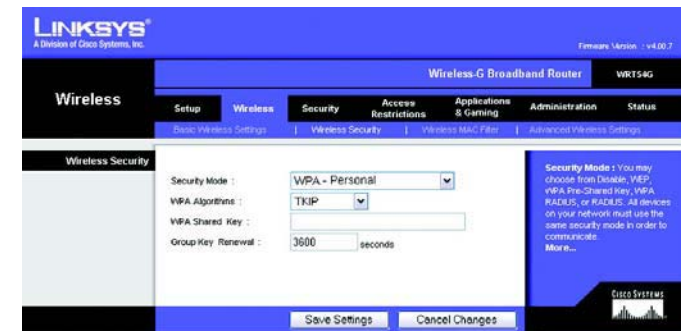 LINKSYS®
A Division of Cisco Systems, Inc.
Firmware Version : v4.00.7
Wireless-G Broadband Router
WRT54G
Wireless
Setup
Wireless
Security
Access Restrictions
Applications & Gaming
Administration
Status
Basic Wireless Settings | Wireless Security | Wireless MAC Filter | Advanced Wireless Settings
Wireless Security
Security Mode : WPA - Personal
WPA Algorithms : TKIP
WPA Shared Key :
Group Key Renewal : 3600 seconds
Security Mode : You may
choose from Disable, WEP,
WPA Pre-Shared Key, WPA
RADIUS, or RADIUS. All devices
on your network must use the
same security mode in order to
communicate.
More...
CISCO SYSTEMS
Save Settings
Cancel Changes